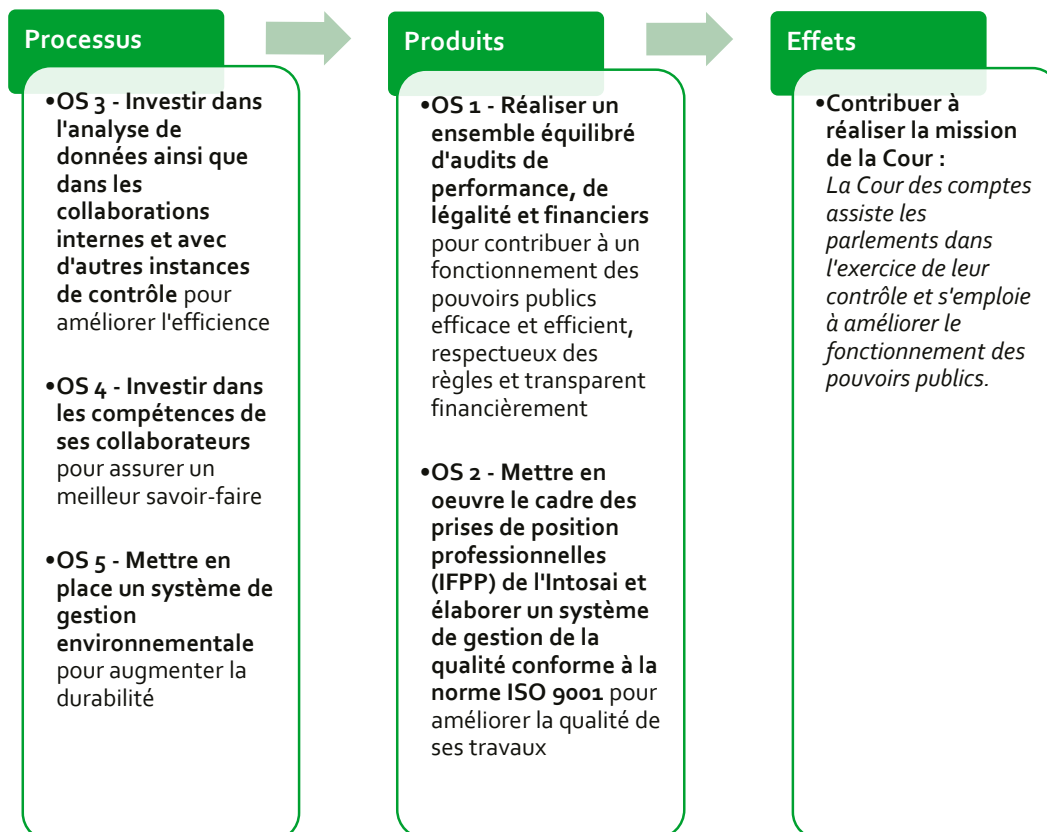 Processus
•OS 3 - Investir dans
l'analyse de
données ainsi que
dans les
collaborations
internes et avec
d'autres instances
de contrôle pour
améliorer l'efficience
•OS 4 - Investir dans
les compétences de
ses collaborateurs
pour assurer un
meilleur savoir-faire
•OS 5 - Mettre en
place un système de
gestion
environnementale
pour augmenter la
durabilité
Produits
•OS 1 - Réaliser un
ensemble équilibré
d'audits de
performance, de
légalité et financiers
pour contribuer à un
fonctionnement des
pouvoirs publics
efficace et efficient,
respectueux des
règles et transparent
financièrement
•OS 2 - Mettre en
oeuvre le cadre des
prises de position
professionnelles
(IFPP) de l'Intosai et
élaborer un système
de gestion de la
qualité conforme à la
norme ISO 9001 pour
améliorer la qualité de
ses travaux
Effets
•Contribuer à
réaliser la mission
de la Cour :
La Cour des comptes
assiste les
parlements dans
l'exercice de leur
contrôle et s'emploie
à améliorer le
fonctionnement des
pouvoirs publics.